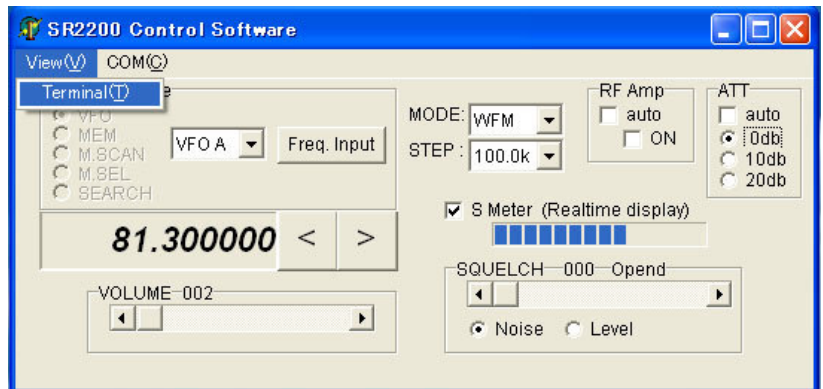 SR2200 Control Software
View(V) COM(C)
Terminal(T)
VFO
MEM
M.SCAN
M.SEL
SEARCH
VFO A
Freq. Input
MODE: WFM
STEP : 100.0k
RF Amp
auto
ON
ATT
auto
0db
10db
20db
81.300000 < >
S Meter (Realtime display)
VOLUME 002
SQUELCH 000 Opend
Noise Level